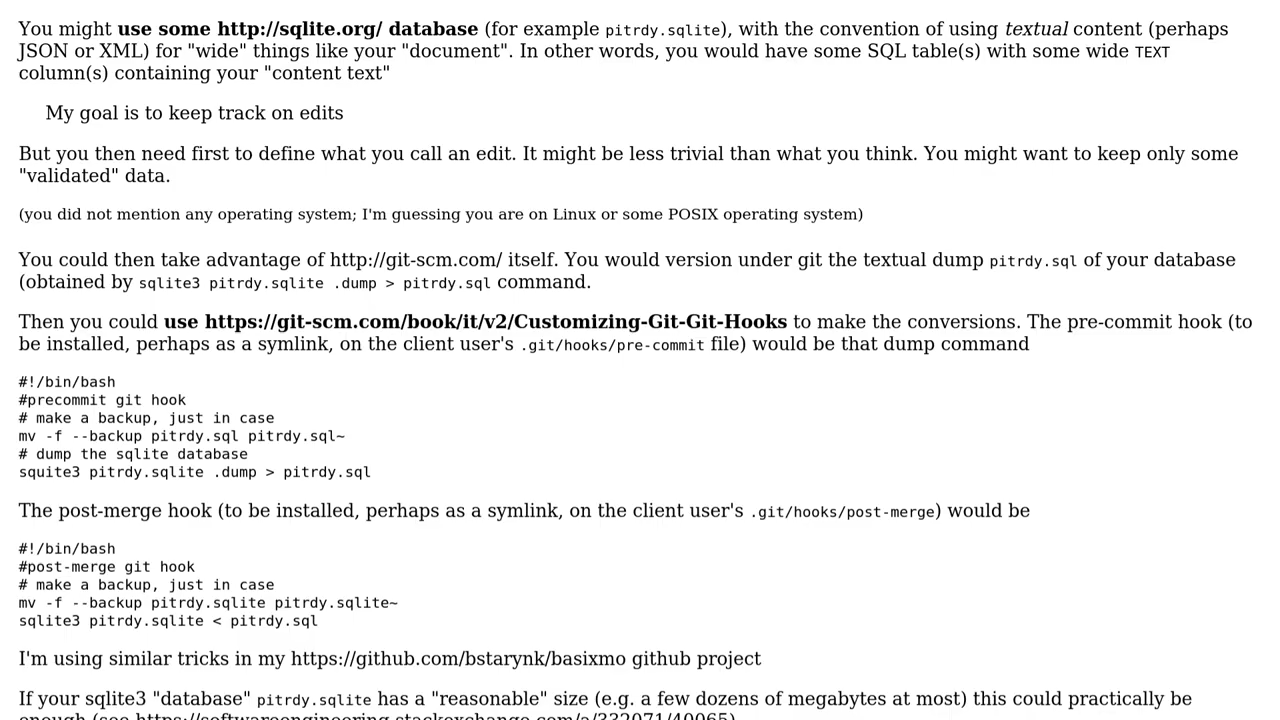 You might use some http://sqlite.org/ database (for example pitrdy.sqlite), with the convention of using textual content (perhaps
JSON or XML) for "wide" things like your "document". In other words, you would have some SQL table(s) with some wide TEXT
column(s) containing your "content text"
My goal is to keep track on edits
But you then need first to define what you call an edit. It might be less trivial than what you think. You might want to keep only some
"validated" data.
(you did not mention any operating system; I'm guessing you are on Linux or some POSIX operating system)
You could then take advantage of http://git-scm.com/ itself. You would version under git the textual dump pitrdy.sql of your database
(obtained by sqlite3 pitrdy.sqlite .dump > pitrdy.sql command.
Then you could use https://git-scm.com/book/it/v2/Customizing-Git-Git-Hooks to make the conversions. The pre-commit hook (to
be installed, perhaps as a symlink, on the client user's .git/hooks/pre-commit file) would be that dump command
#!/bin/bash
#precommit git hook
# make a backup, just in case
mv -f --backup pitrdy.sql pitrdy.sql~
# dump the sqlite database
squite3 pitrdy.sqlite .dump > pitrdy.sql
The post-merge hook (to be installed, perhaps as a symlink, on the client user's .git/hooks/post-merge) would be
#!/bin/bash
#post-merge git hook
# make a backup, just in case
mv -f --backup pitrdy.sqlite pitrdy.sqlite~
sqlite3 pitrdy.sqlite < pitrdy.sql
I'm using similar tricks in my https://github.com/bstarynk/basixmo github project
If your sqlite3 "database" pitrdy.sqlite has a "reasonable" size (e.g. a few dozens of megabytes at most) this could practically be
enough (see https://softwareengineering.stackexchange.com/a/332071/40065)